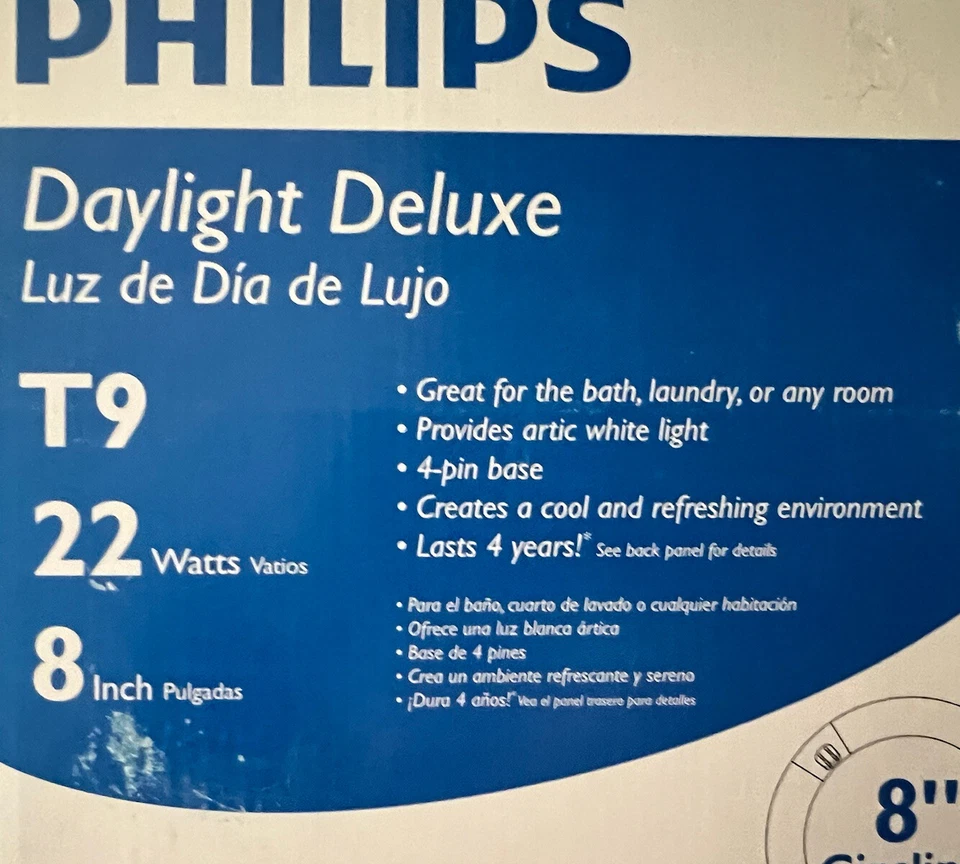 PHILIPS
Daylight Deluxe
Luz de Día de Lujo
T9
22 Watts Vatios
8 Inch Pulgadas
• Great for the bath, laundry, or any room
• Provides artic white light
• 4-pin base
• Creates a cool and refreshing environment
• Lasts 4 years!* See back panel for details
• Para el baño, cuarto de lavado o cualquier habitación
• Ofrece una luz blanca ártica
• Base de 4 pines
• Crea un ambiente refrescante y sereno
• ¡Dura 4 años!* Vea el panel trasero para detalles
8"